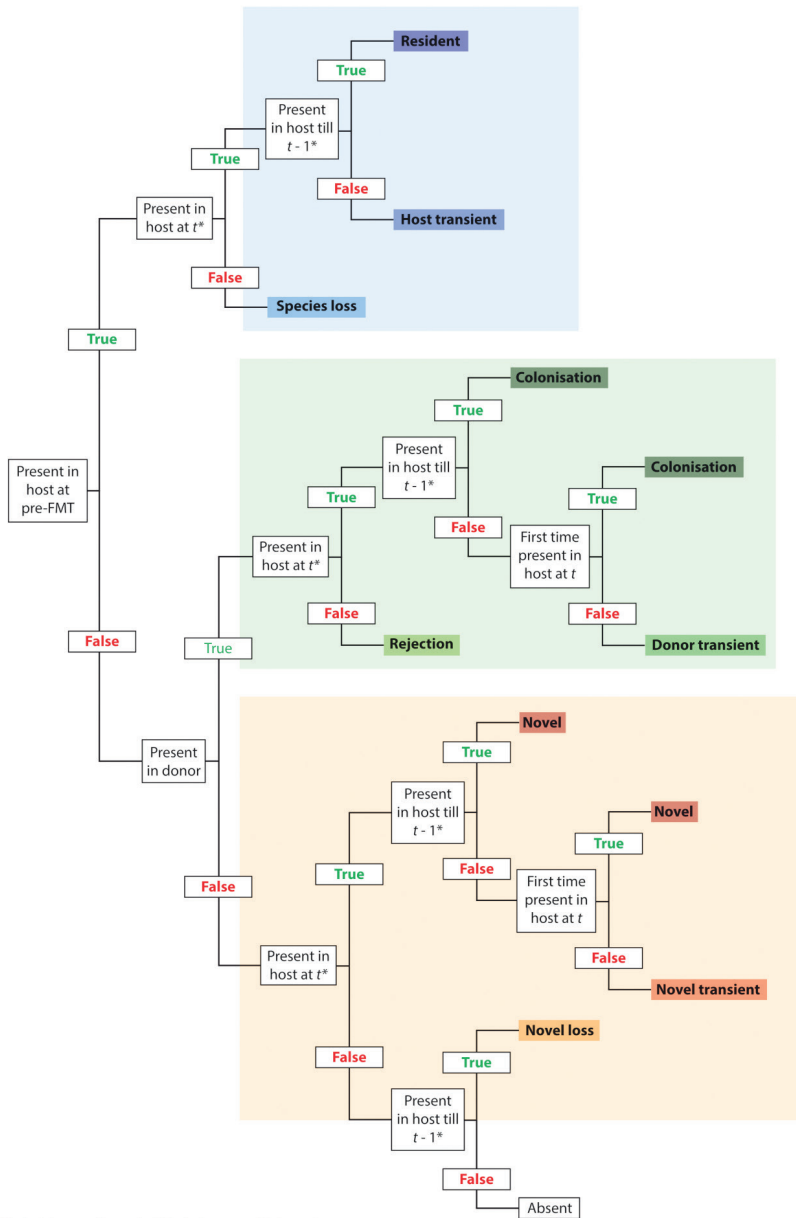 Resident
True
Present
in host till
t - 1*
True
False
Present in
host at t*
Host transient
False
Species loss
True
Colonisation
True
Present
in host till
t - 1*
Colonisation
Present in
host at
pre-FMT
True
True
False
First time
present in
host at t
Present in
host at t*
False
False
False
True
Rejection
Donor transient
Novel
Present
in donor
True
Present
in host till
t - 1*
Novel
True
False
True
False
First time
present in
host at t
Present in
host at t*
False
Novel transient
Novel loss
False
True
Present
in host till
t - 1*
False
Absent